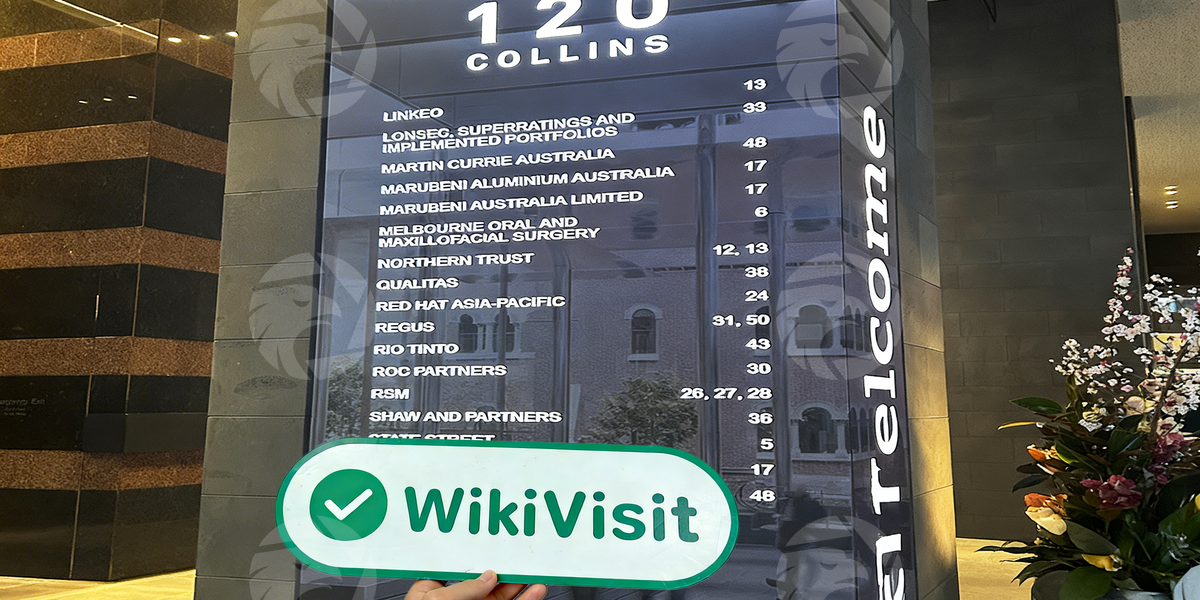 120
COLLINS
LINKEO 13
LONSEC, SUPERRATINGS AND 33
IMPLEMENTED PORTFOLIOS
MARTIN CURRIE AUSTRALIA 48
MARUBENI ALUMINIUM AUSTRALIA 17
MARUBENI AUSTRALIA LIMITED 17
MELBOURNE ORAL AND 6
MAXILLOFACIAL SURGERY
NORTHERN TRUST 12, 13
QUALITAS 38
RED HAT ASIA-PACIFIC 24
REGUS 31, 50
RIO TINTO 43
ROC PARTNERS 30
RSM 26, 27, 28
SHAW AND PARTNERS 36
STATE STREET 5
17
48
WikiVisit